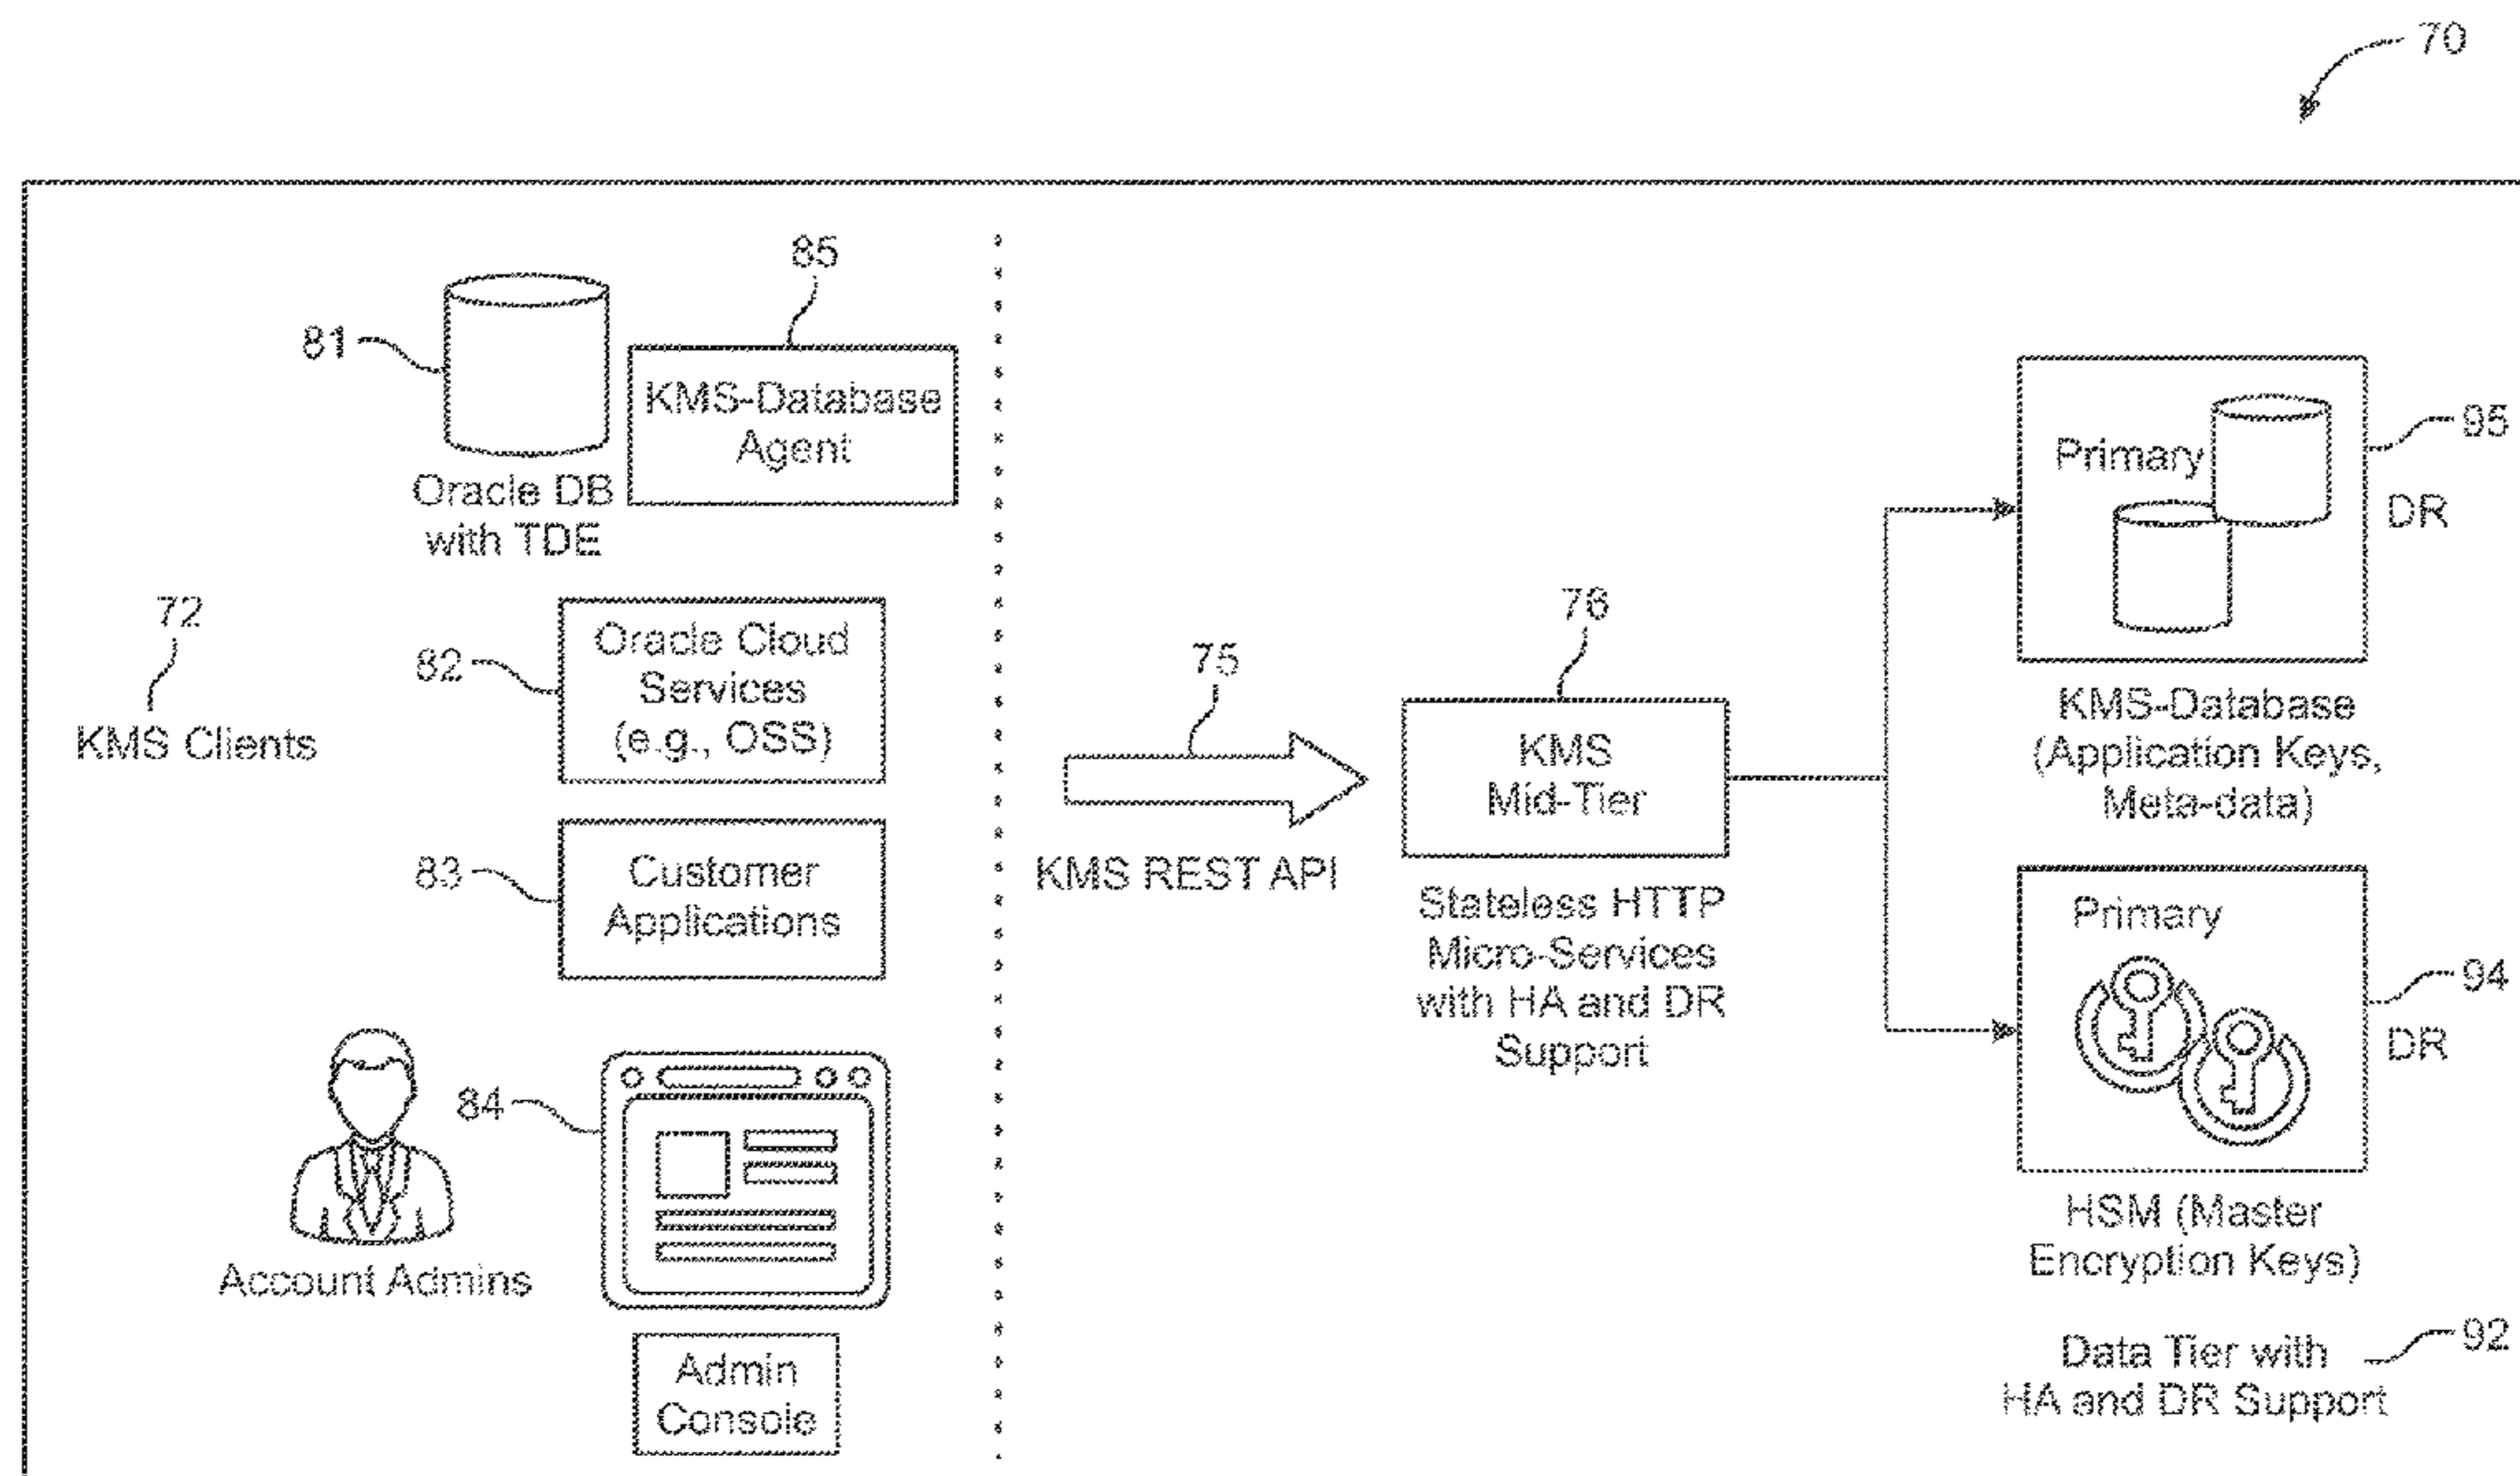 70
85
81
KMS-Database
Agent
Oracle DB
with TDE
72
KMS Clients
82
Oracle Cloud
Services
(e.g., OSS)
83
Customer
Applications
84
Account Admins
Admin
Console
75
KMS REST API
76
KMS
Mid-Tier
Stateless HTTP
Micro-Services
with HA and DR
Support
Primary
95
DR
KMS-Database
(Application Keys,
Meta-data)
Primary
94
DR
HSM (Master
Encryption Keys)
Data Tier with
HA and DR Support
92